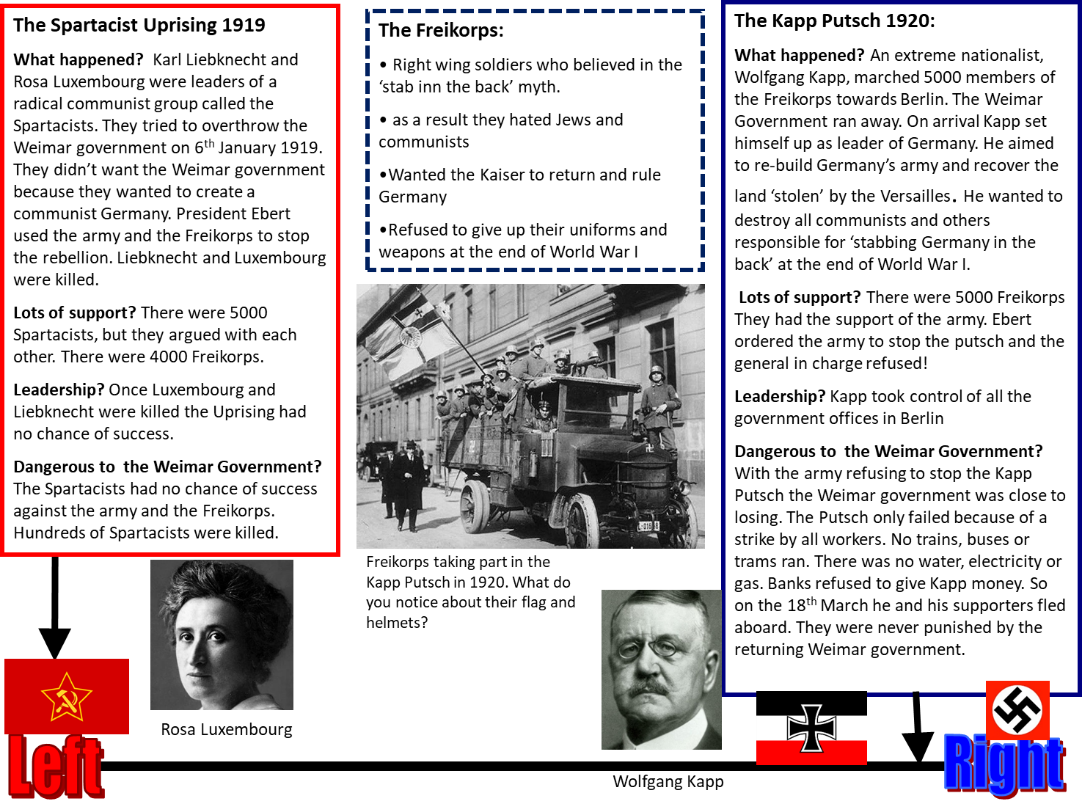 The Spartacist Uprising 1919
What happened? Karl Liebknecht and
Rosa Luxembourg were leaders of a
radical communist group called the
Spartacists. They tried to overthrow the
Weimar government on 6th January 1919.
They didn't want the Weimar government
because they wanted to create a
communist Germany. President Ebert
used the army and the Freikorps to stop
the rebellion. Liebknecht and Luxembourg
were killed.
Lots of support? There were 5000
Spartacists, but they argued with each
other. There were 4000 Freikorps.
Leadership? Once Luxembourg and
Liebknecht were killed the Uprising had
no chance of success.
Dangerous to the Weimar Government?
The Spartacists had no chance of success
against the army and the Freikorps.
Hundreds of Spartacists were killed.
The Freikorps:
• Right wing soldiers who believed in the
'stab inn the back' myth.
• as a result they hated Jews and
communists
•Wanted the Kaiser to return and rule
Germany
•Refused to give up their uniforms and
weapons at the end of World War I
Freikorps taking part in the
Kapp Putsch in 1920. What do
you notice about their flag and
helmets?
The Kapp Putsch 1920:
What happened? An extreme nationalist,
Wolfgang Kapp, marched 5000 members of
the Freikorps towards Berlin. The Weimar
Government ran away. On arrival Kapp set
himself up as leader of Germany. He aimed
to re-build Germany's army and recover the
land 'stolen' by the Versailles. He wanted to
destroy all communists and others
responsible for 'stabbing Germany in the
back' at the end of World War I.
Lots of support? There were 5000 Freikorps
They had the support of the army. Ebert
ordered the army to stop the putsch and the
general in charge refused!
Leadership? Kapp took control of all the
government offices in Berlin
Dangerous to the Weimar Government?
With the army refusing to stop the Kapp
Putsch the Weimar government was close to
losing. The Putsch only failed because of a
strike by all workers. No trains, buses or
trams ran. There was no water, electricity or
gas. Banks refused to give Kapp money. So
on the 18th March he and his supporters fled
aboard. They were never punished by the
returning Weimar government.
Rosa Luxembourg
Wolfgang Kapp
Left
Right